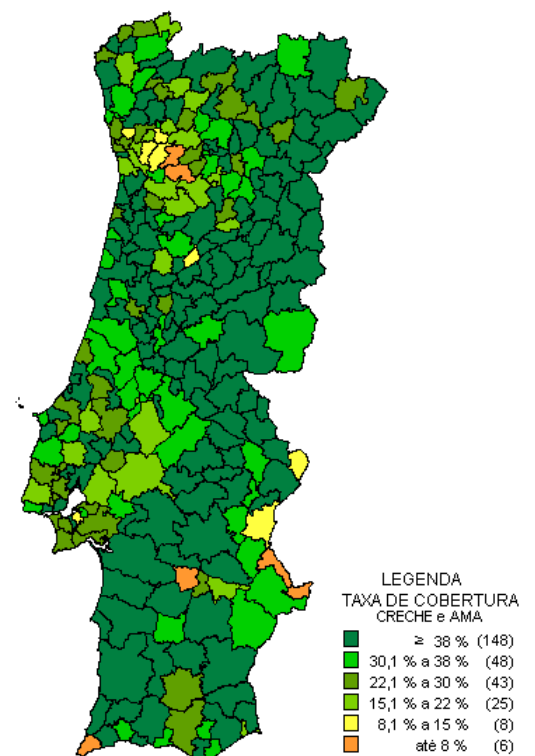 LEGENDA
TAXA DE COBERTURA
CRECHE e AMA
≥ 38 % (148)
30,1 % a 38 % (48)
22,1 % a 30 % (43)
15,1 % a 22 % (25)
8,1 % a 15 % (8)
até 8 % (6)